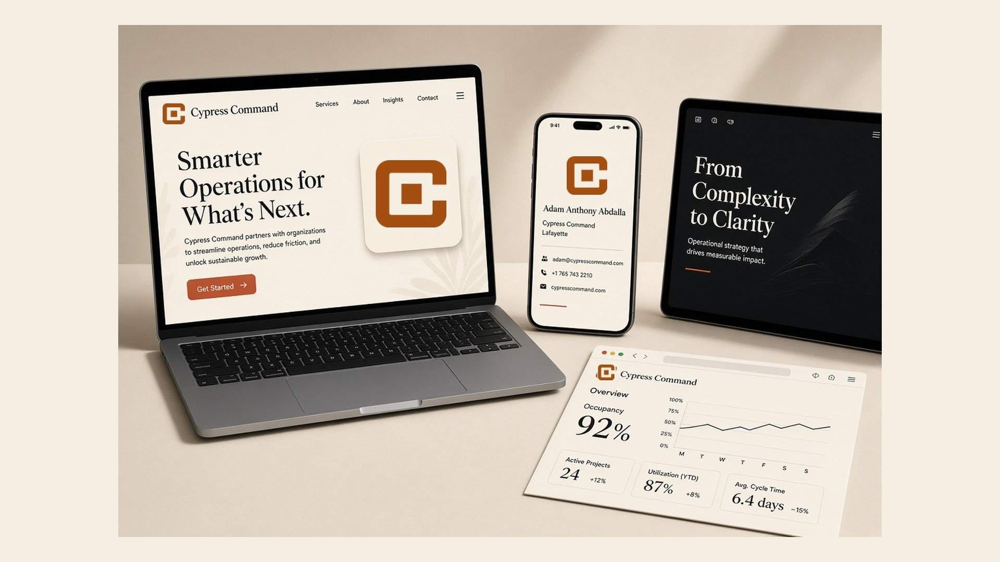 Cypress Command
Services About Insights Contact
Smarter
Operations for
What's Next.
Cypress Command partners with organizations
to streamline operations, reduce friction, and
unlock sustainable growth.
Get Started →
9:41
Adam Anthony Abdalla
Cypress Command
Lafayette
adam@cypresscommand.com
+1 765 743 2210
cypresscommand.com
From
Complexity
to Clarity
Operational strategy that
drives measurable impact.
Cypress Command
Overview
Occupancy
92%
100%
75%
50%
25%
0%
M T W T F S S
Active Projects
24 +12%
Utilization (YTD)
87% +8%
Avg. Cycle Time
6.4 days −15%